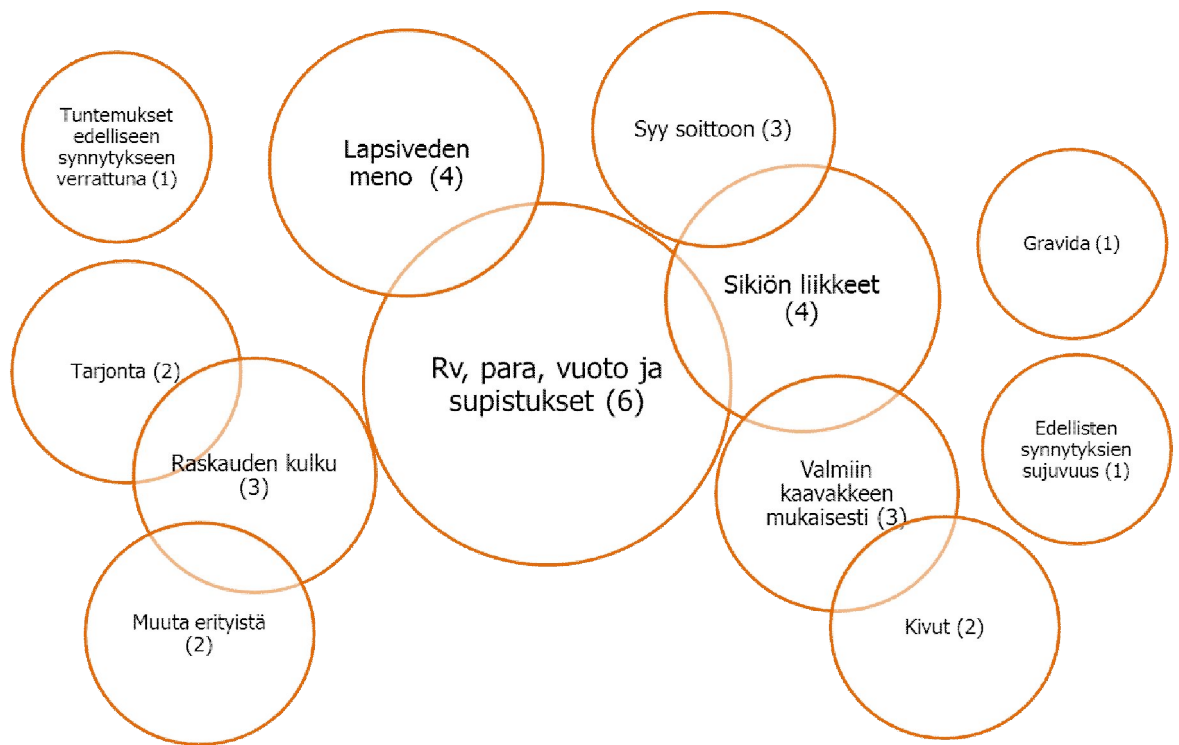 Tuntemukset
edelliseen
synnytykseen
verrattuna (1)
Lapsiveden
meno (4)
Syy soittoon (3)
Gravida (1)
Sikiön liikkeet
(4)
Tarjonta (2)
Rv, para, vuoto ja
supistukset (6)
Raskauden kulku
(3)
Valmiin
kaavakkeen
mukaisesti (3)
Edellisten
synnytyksien
sujuvuus (1)
Muuta erityistä
(2)
Kivut (2)